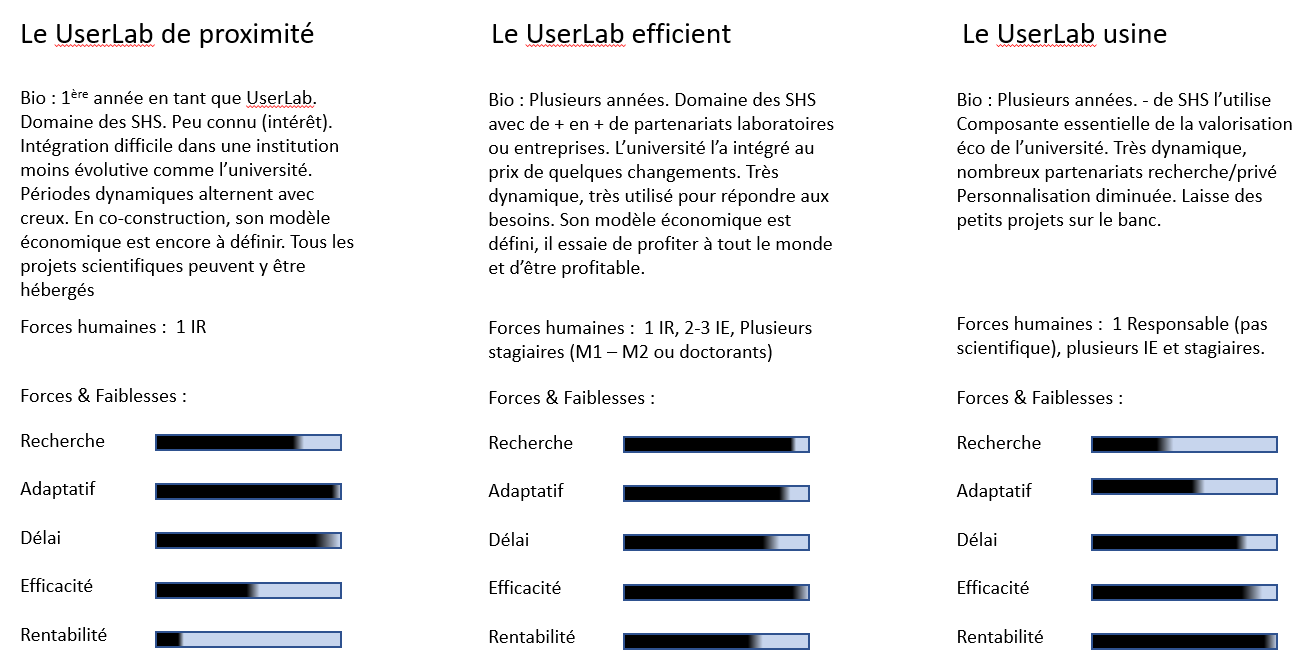 Le UserLab de proximité
Bio : 1ère année en tant que UserLab.
Domaine des SHS. Peu connu (intérêt).
Intégration difficile dans une institution
moins évolutive comme l’université.
Périodes dynamiques alternent avec
creux. En co-construction, son modèle
économique est encore à définir. Tous les
projets scientifiques peuvent y être
hébergés
Forces humaines :  1 IR
Forces & Faiblesses :
Recherche
Adaptatif
Délai
Efficacité
Rentabilité
Le UserLab efficient
Bio : Plusieurs années. Domaine des SHS
avec de + en + de partenariats laboratoires
ou entreprises. L’université l’a intégré au
prix de quelques changements. Très
dynamique, très utilisé pour répondre aux
besoins. Son modèle économique est
défini, il essaie de profiter à tout le monde
et d’être profitable.
Forces humaines :  1 IR, 2-3 IE, Plusieurs
stagiaires (M1 – M2 ou doctorants)
Forces & Faiblesses :
Recherche
Adaptatif
Délai
Efficacité
Rentabilité
Le UserLab usine
Bio : Plusieurs années. - de SHS l’utilise
Composante essentielle de la valorisation
éco de l’université. Très dynamique,
nombreux partenariats recherche/privé
Personnalisation diminuée. Laisse des
petits projets sur le banc.
Forces humaines :  1 Responsable (pas
scientifique), plusieurs IE et stagiaires.
Forces & Faiblesses :
Recherche
Adaptatif
Délai
Efficacité
Rentabilité